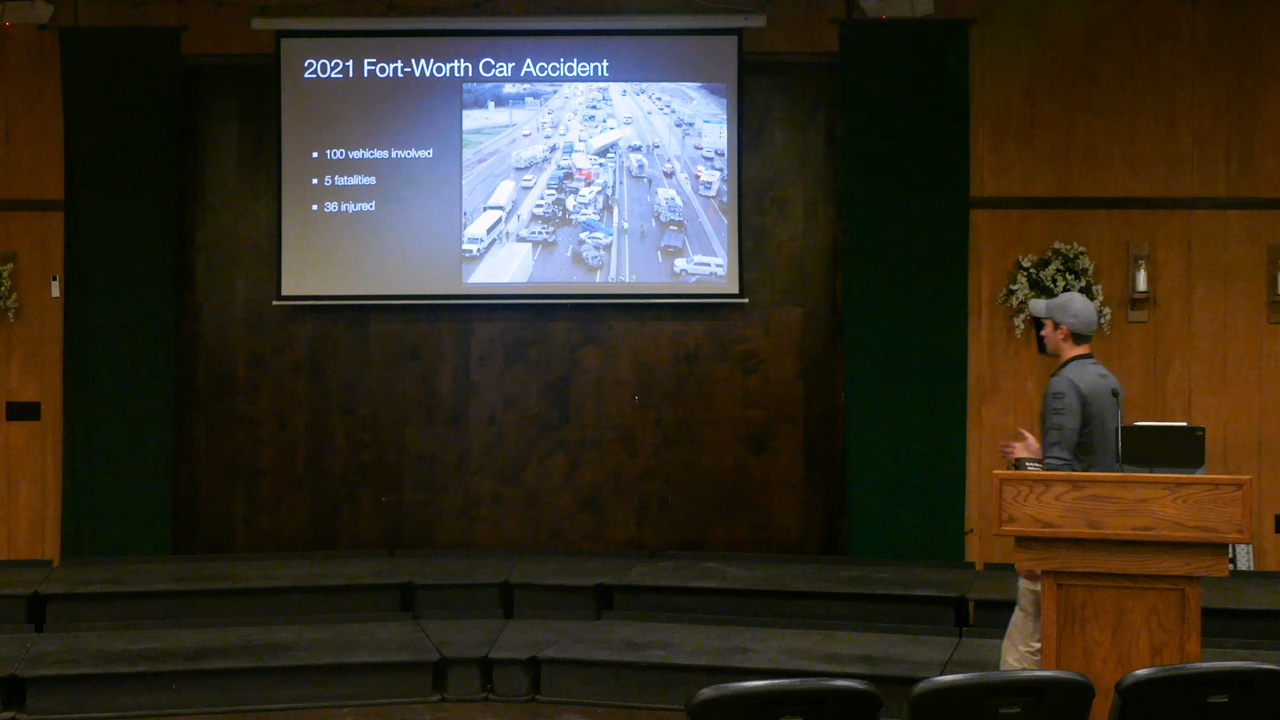 2021 Fort-Worth Car Accident
100 vehicles involved
5 fatalities
36 injured